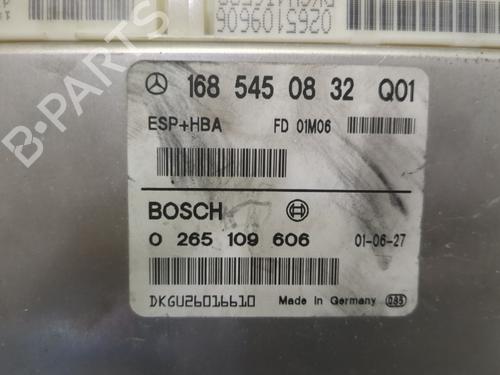 0265109606
168 545 08 32 Q01
ESP+HBA FD 01M06
BOSCH
0 265 109 606 01-06-27
DKGU26016610 Made in Germany
B-PARTS